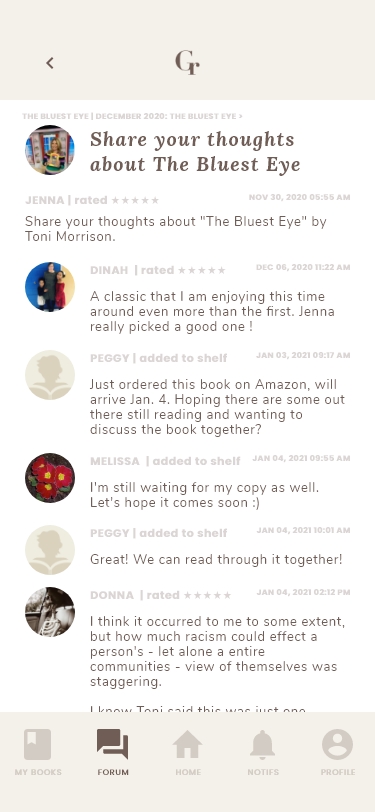 Gr
THE BLUEST EYE | DECEMBER 2020: THE BLUEST EYE >
Share your thoughts
about The Bluest Eye
JENNA | rated ★★★★★
NOV 30, 2020 05:55 AM
Share your thoughts about "The Bluest Eye" by
Toni Morrison.
DINAH | rated ★★★★★
DEC 06, 2020 11:22 AM
A classic that I am enjoying this time
around even more than the first. Jenna
really picked a good one !
PEGGY | added to shelf
JAN 03, 2021 09:17 AM
Just ordered this book on Amazon, will
arrive Jan. 4. Hoping there are some out
there still reading and wanting to
discuss the book together?
MELISSA | added to shelf
JAN 04, 2021 09:55 AM
I'm still waiting for my copy as well.
Let's hope it comes soon :)
PEGGY | added to shelf
JAN 04, 2021 10:01 AM
Great! We can read through it together!
DONNA | rated ★★★★★
JAN 04, 2021 02:12 PM
I think it occurred to me to some extent,
but how much racism could effect a
person's - let alone a entire
communities - view of themselves was
staggering.
I know Toni said this was just one
MY BOOKS
FORUM
HOME
NOTIFS
PROFILE